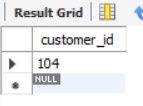 Result Grid
customer_id
104
NULL